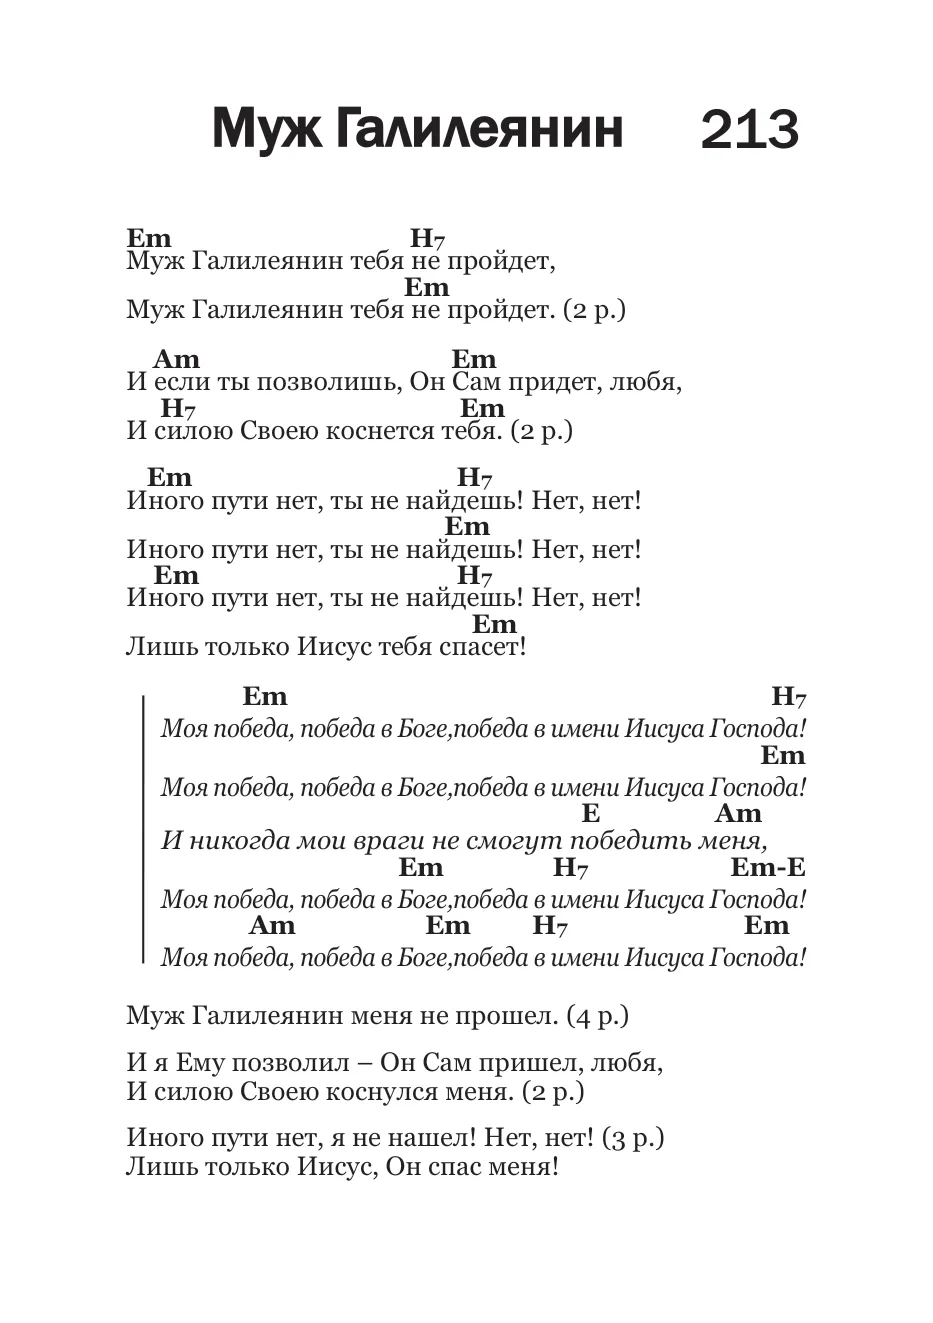 Муж Галилеянин 213
Em H7
Муж Галилеянин тебя не пройдет,
Em
Муж Галилеянин тебя не пройдет. (2 р.)
Am Em
И если ты позволишь, Он Сам придет, любя,
H7 Em
И силою Своею коснется тебя. (2 р.)
Em H7
Иного пути нет, ты не найдешь! Нет, нет!
Em
Иного пути нет, ты не найдешь! Нет, нет!
Em H7
Иного пути нет, ты не найдешь! Нет, нет!
Em
Лишь только Иисус тебя спасет!
Em H7
Моя победа, победа в Боге,победа в имени Иисуса Господа!
Em
Моя победа, победа в Боге,победа в имени Иисуса Господа!
E Am
И никогда мои враги не смогут победить меня,
Em H7 Em-E
Моя победа, победа в Боге,победа в имени Иисуса Господа!
Am Em H7 Em
Моя победа, победа в Боге,победа в имени Иисуса Господа!
Муж Галилеянин меня не прошел. (4 р.)
И я Ему позволил – Он Сам пришел, любя,
И силою Своею коснулся меня. (2 р.)
Иного пути нет, я не нашел! Нет, нет! (3 р.)
Лишь только Иисус, Он спас меня!